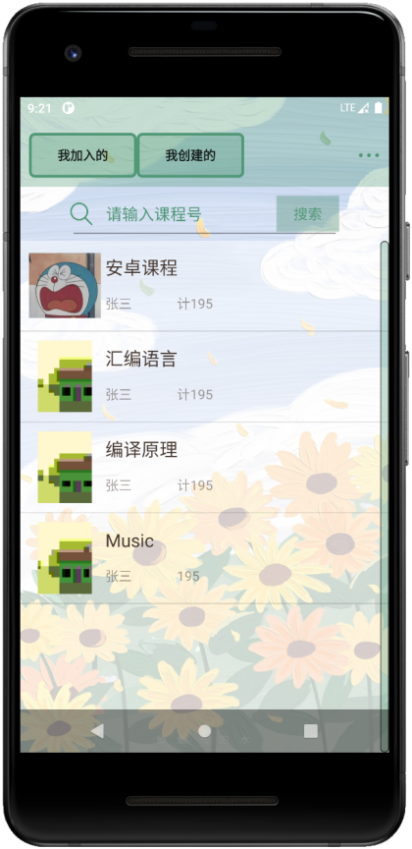 9:21 LTE
我加入的 我创建的
请输入课程号 搜索
安卓课程
张三 计195
汇编语言
张三 计195
编译原理
张三 计195
Music
张三 195